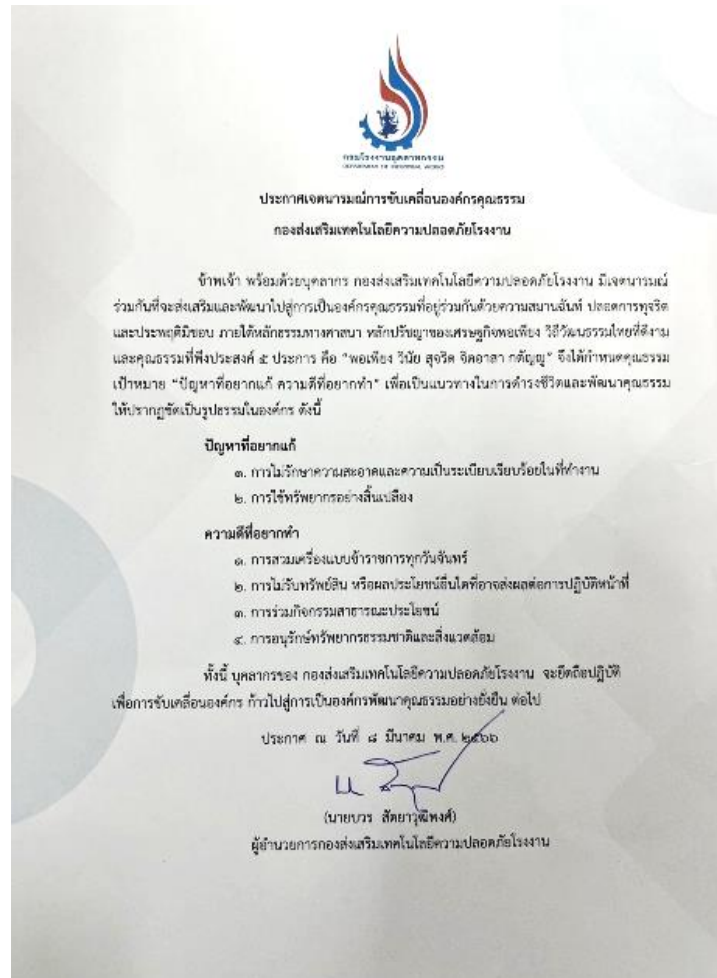 กรมโรงงานอุตสาหกรรม
DEPARTMENT OF INDUSTRIAL WORKS
ประกาศเจตนารมณ์การขับเคลื่อนองค์กรคุณธรรม
กองส่งเสริมเทคโนโลยีความปลอดภัยโรงงาน
ข้าพเจ้า พร้อมด้วยบุคลากร กองส่งเสริมเทคโนโลยีความปลอดภัยโรงงาน มีเจตนารมณ์
ร่วมกันที่จะส่งเสริมและพัฒนาไปสู่การเป็นองค์กรคุณธรรมที่อยู่ร่วมกันด้วยความสมานฉันท์ ปลอดการทุจริต
และประพฤติมิชอบ ภายใต้หลักธรรมทางศาสนา หลักปรัชญาของเศรษฐกิจพอเพียง วิถีวัฒนธรรมไทยที่ดีงาม
และคุณธรรมที่พึงประสงค์ ๕ ประการ คือ “พอเพียง วินัย สุจริต จิตอาสา กตัญญู” จึงได้กำหนดคุณธรรม
เป้าหมาย “ปัญหาที่อยากแก้ ความดีที่อยากทำ” เพื่อเป็นแนวทางในการดำรงชีวิตและพัฒนาคุณธรรม
ให้ปรากฏชัดเป็นรูปธรรมในองค์กร ดังนี้
ปัญหาที่อยากแก้
๑. การไม่รักษาความสะอาดและความเป็นระเบียบเรียบร้อยในที่ทำงาน
๒. การใช้ทรัพยากรอย่างสิ้นเปลือง
ความดีที่อยากทำ
๑. การสวมเครื่องแบบข้าราชการทุกวันจันทร์
๒. การไม่รับทรัพย์สิน หรือผลประโยชน์อื่นใดที่อาจส่งผลต่อการปฏิบัติหน้าที่
๓. การร่วมกิจกรรมสาธารณะประโยชน์
๔. การอนุรักษ์ทรัพยากรธรรมชาติและสิ่งแวดล้อม
ทั้งนี้ บุคลากรของ กองส่งเสริมเทคโนโลยีความปลอดภัยโรงงาน จะยึดถือปฏิบัติ
เพื่อการขับเคลื่อนองค์กร ก้าวไปสู่การเป็นองค์กรพัฒนาคุณธรรมอย่างยั่งยืน ต่อไป
ประกาศ ณ วันที่ ๘ มีนาคม พ.ศ. ๒๕๖๖
(นายบวร สัตยาวุฒิพงศ์)
ผู้อำนวยการกองส่งเสริมเทคโนโลยีความปลอดภัยโรงงาน